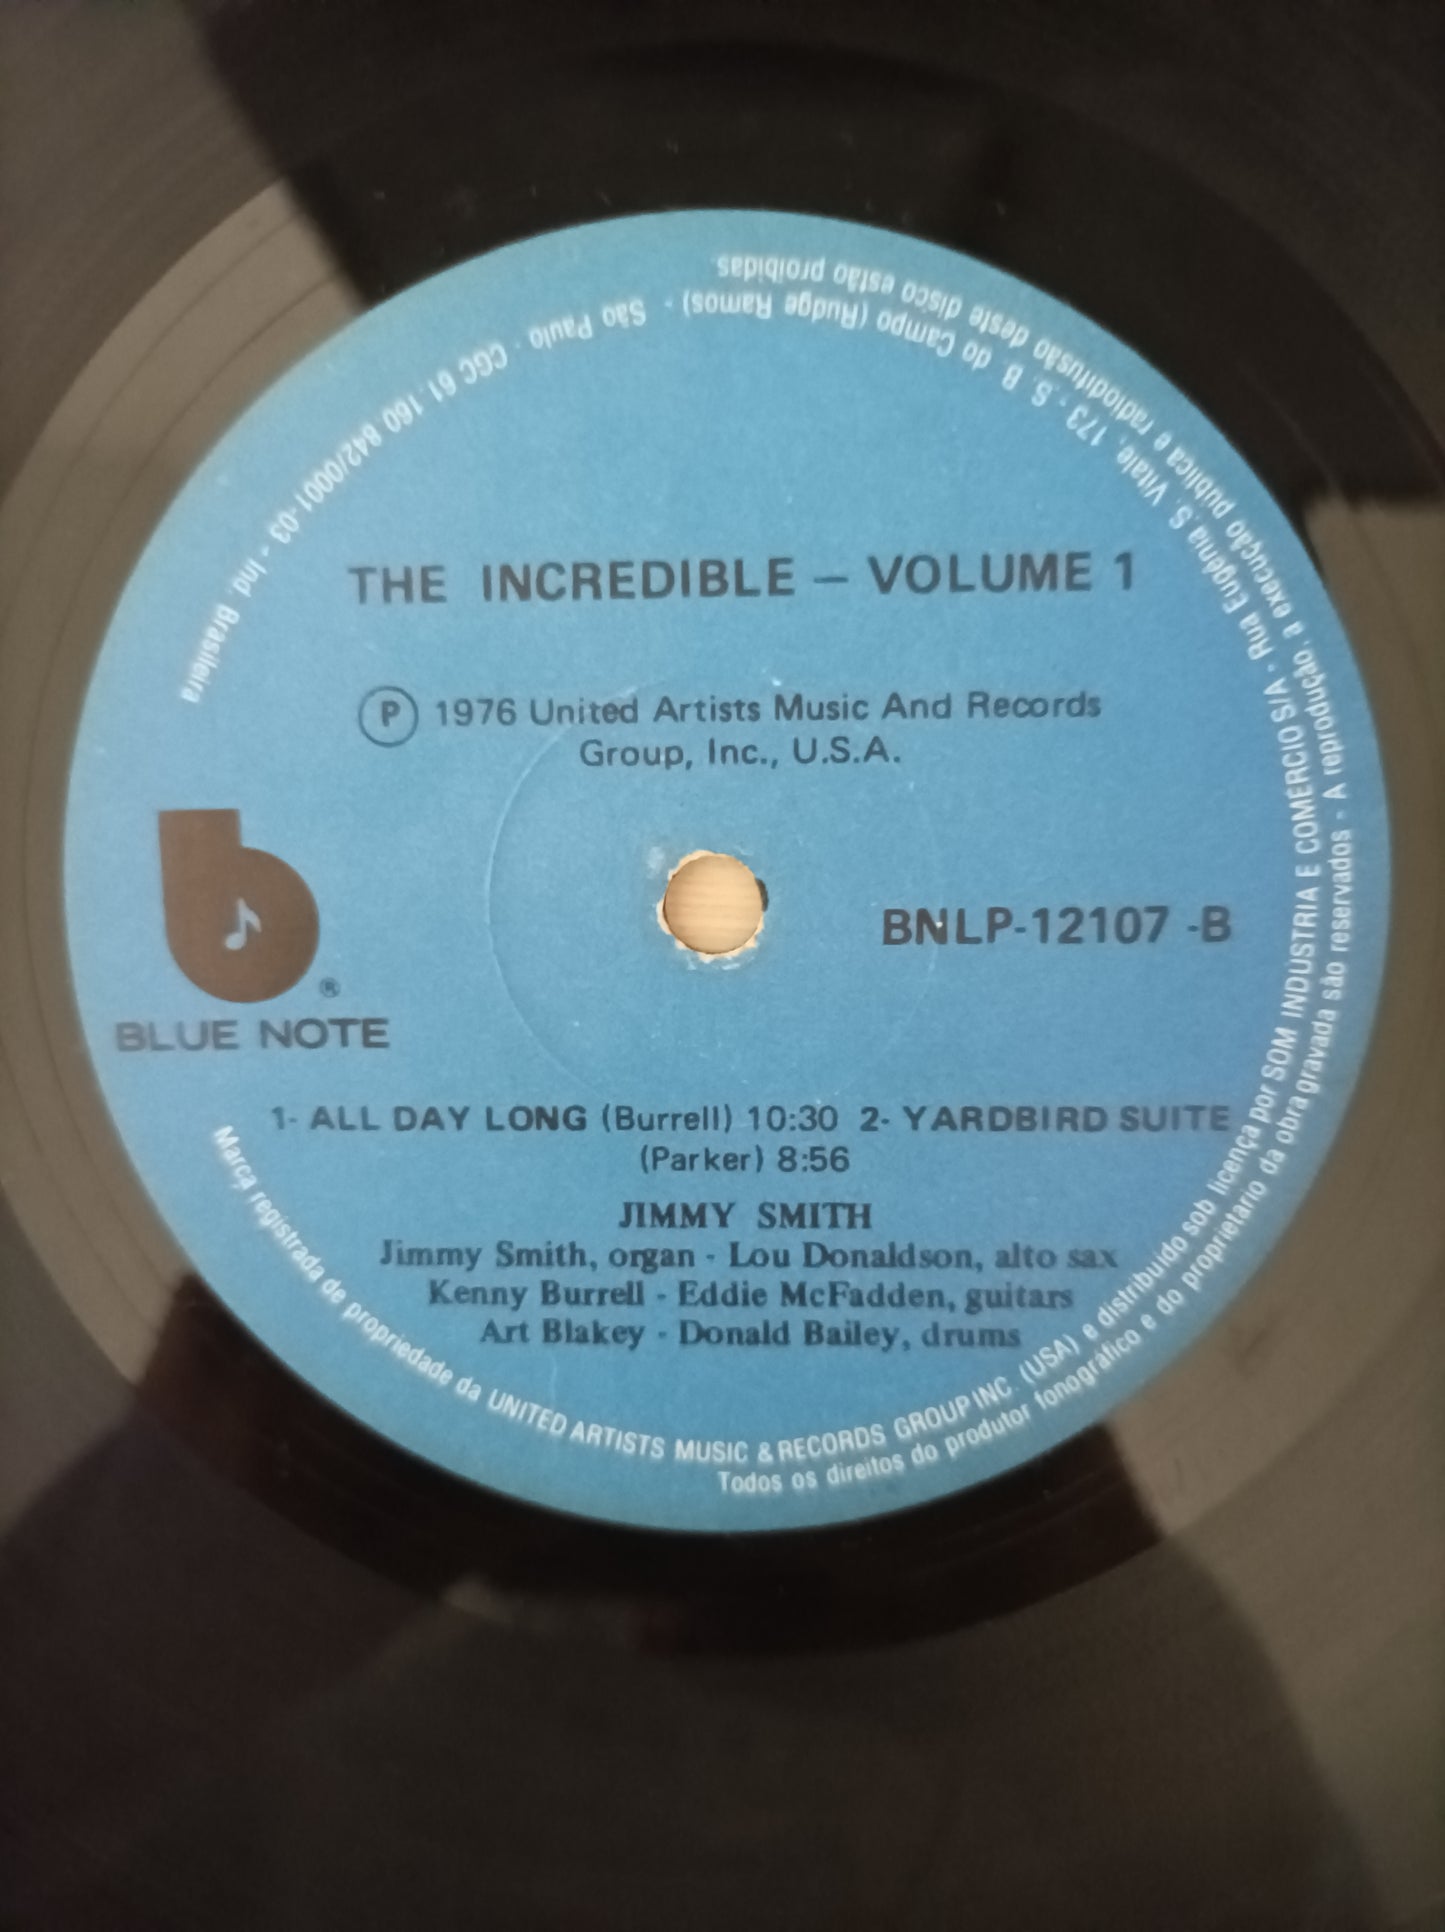 THE INCREDIBLE — VOLUME 1
Ⓟ 1976 United Artists Music And Records
Group, Inc., U.S.A.
b
®
BLUE NOTE
BNLP-12107 -B
1- ALL DAY LONG (Burrell) 10:30 2- YARDBIRD SUITE
(Parker) 8:56
JIMMY SMITH
Jimmy Smith, organ - Lou Donaldson, alto sax
Kenny Burrell - Eddie McFadden, guitars
Art Blakey - Donald Bailey, drums
Marca registrada de propriedade da UNITED ARTISTS MUSIC & RECORDS GROUP INC. (USA) e distribuído sob licença por SOM INDUSTRIA E COMERCIO SIA - Rua Eugênia S. Vitale, 173 - S. B. do Campo (Rudge Ramos) - São Paulo - CGC 61.160.842/0001-03 - Ind. Brasileira
Todos os direitos do produtor fonográfico e do proprietario da obra gravada são reservados - A reprodução, a execução pública e radiodifusão deste disco estão proibidas.